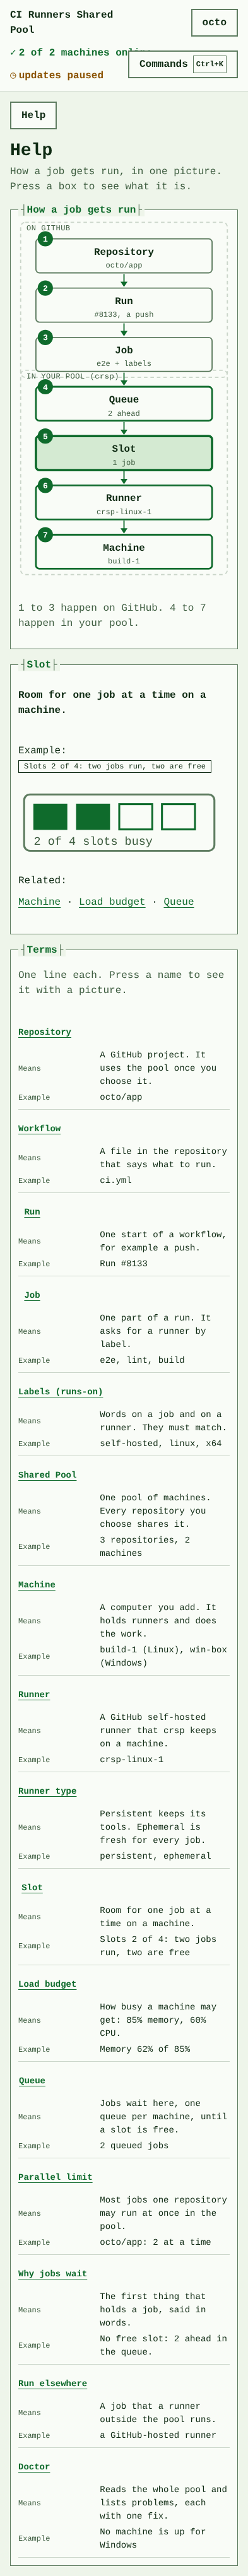 CI Runners Shared
Pool
octo
✓ 2 of 2 machines
Commands Ctrl+K
◷ updates paused
Help
Help
How a job gets run, in one picture.
Press a box to see what it is.
How a job gets run
ON GITHUB
1
Repository
octo/app
2
Run
#8133, a push
3
Job
e2e + labels
IN YOUR POOL (crsp)
4
Queue
2 ahead
5
Slot
1 job
6
Runner
crsp-linux-1
7
Machine
build-1
1 to 3 happen on GitHub. 4 to 7
happen in your pool.
Slot
Room for one job at a time on a
machine.
Example:
Slots 2 of 4: two jobs run, two are free
2 of 4 slots busy
Related:
Machine · Load budget · Queue
Terms
One line each. Press a name to see
it with a picture.
Repository
Means
A GitHub project. It
uses the pool once you
choose it.
Example
octo/app
Workflow
Means
A file in the repository
that says what to run.
Example
ci.yml
Run
Means
One start of a workflow,
for example a push.
Example
Run #8133
Job
Means
One part of a run. It
asks for a runner by
label.
Example
e2e, lint, build
Labels (runs-on)
Means
Words on a job and on a
runner. They must match.
Example
self-hosted, linux, x64
Shared Pool
Means
One pool of machines.
Every repository you
choose shares it.
Example
3 repositories, 2
machines
Machine
Means
A computer you add. It
holds runners and does
the work.
Example
build-1 (Linux), win-box
(Windows)
Runner
Means
A GitHub self-hosted
runner that crsp keeps
on a machine.
Example
crsp-linux-1
Runner type
Means
Persistent keeps its
tools. Ephemeral is
fresh for every job.
Example
persistent, ephemeral
Slot
Means
Room for one job at a
time on a machine.
Example
Slots 2 of 4: two jobs
run, two are free
Load budget
Means
How busy a machine may
get: 85% memory, 60%
CPU.
Example
Memory 62% of 85%
Queue
Means
Jobs wait here, one
queue per machine, until
a slot is free.
Example
2 queued jobs
Parallel limit
Means
Most jobs one repository
may run at once in the
pool.
Example
octo/app: 2 at a time
Why jobs wait
Means
The first thing that
holds a job, said in
words.
Example
No free slot: 2 ahead in
the queue.
Run elsewhere
Means
A job that a runner
outside the pool runs.
Example
a GitHub-hosted runner
Doctor
Means
Reads the whole pool and
lists problems, each
with one fix.
Example
No machine is up for
Windows